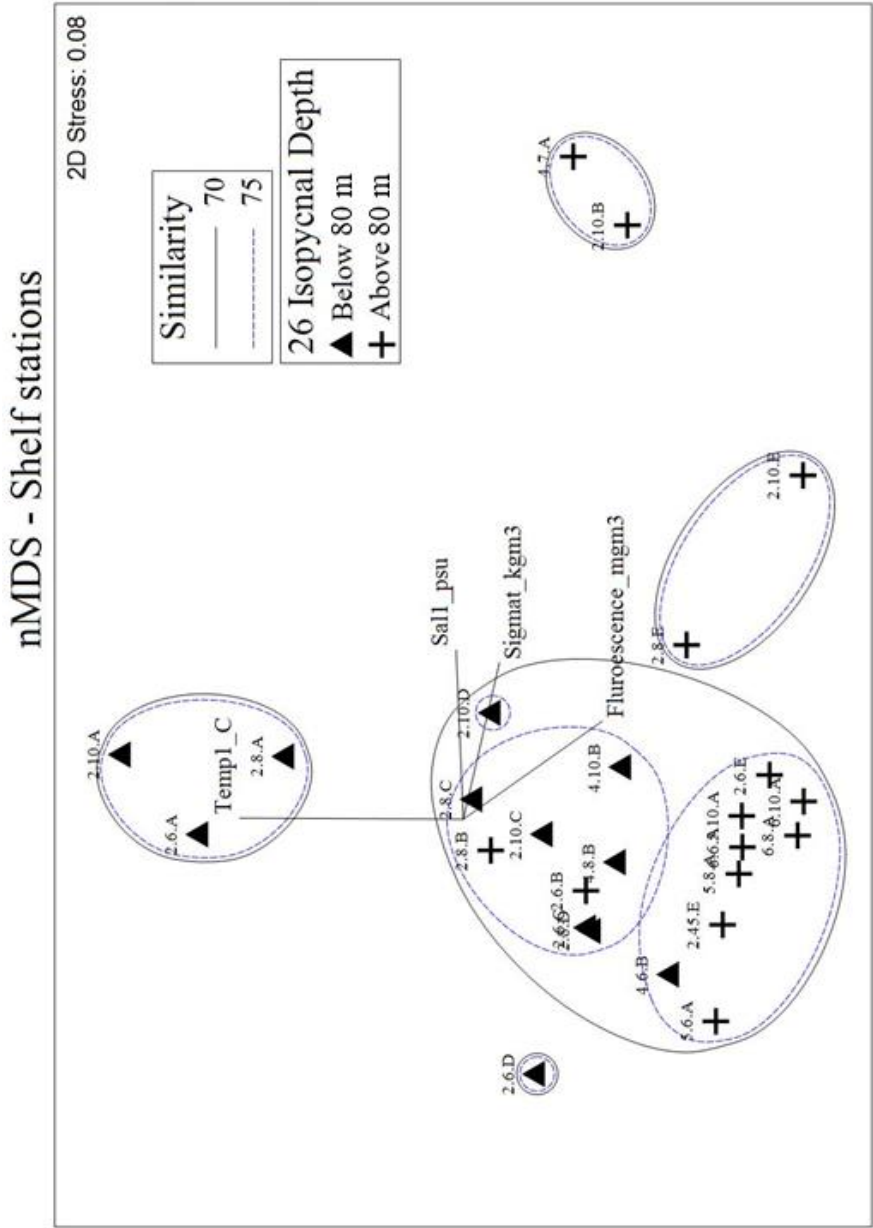 nMDS - Shelf stations
2D Stress: 0.08
Similarity
70
75
26 Isopycnal Depth
Below 80 m
Above 80 m
2.10.A
2.6.A
2.8.A
Temp1_C
Sal1_psu
Sigmat_kgm3
Fluroescence_mgm3
4.7.A
2.10.B
2.10.E
2.8.E
2.10.D
2.8.C
2.8.B
2.10.C
4.10.B
4.8.B
2.6.B
2.6.D
4.6.B
5.6.A
2.45.E
5.8.A
2.6.E
6.8.A
6.10.A